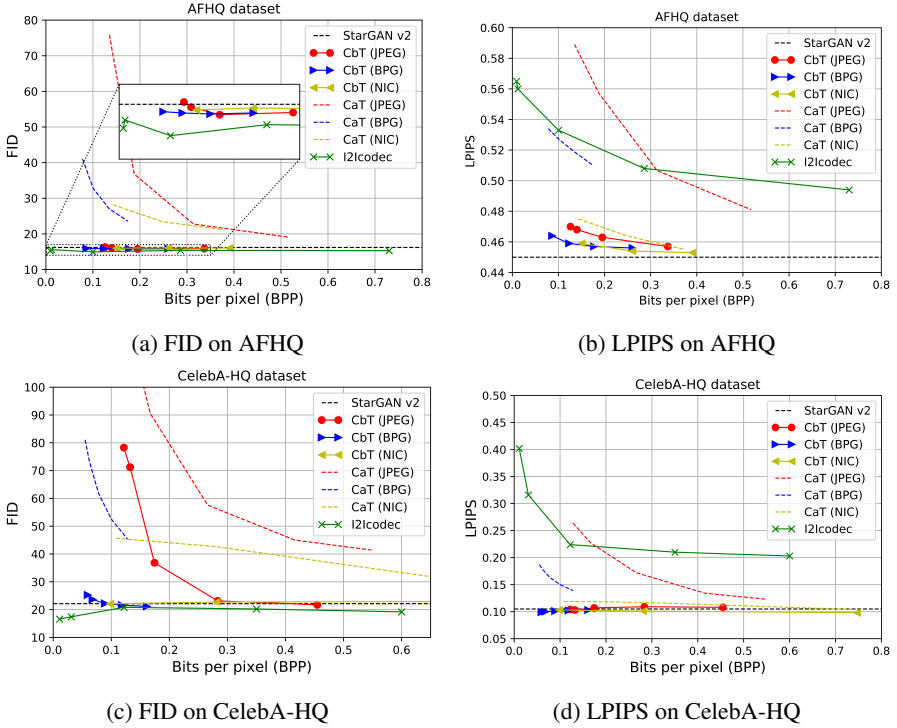 AFHQ dataset
FID
80
70
60
50
40
30
20
10
0.0 0.1 0.2 0.3 0.4 0.5 0.6 0.7 0.8
Bits per pixel (BPP)
StarGAN v2
CbT (JPEG)
CbT (BPG)
CbT (NIC)
CaT (JPEG)
CaT (BPG)
CaT (NIC)
I2Icodec
(a) FID on AFHQ
AFHQ dataset
LPIPS
0.60
0.58
0.56
0.54
0.52
0.50
0.48
0.46
0.44
0.0 0.1 0.2 0.3 0.4 0.5 0.6 0.7 0.8
Bits per pixel (BPP)
StarGAN v2
CbT (JPEG)
CbT (BPG)
CbT (NIC)
CaT (JPEG)
CaT (BPG)
CaT (NIC)
I2Icodec
(b) LPIPS on AFHQ
CelebA-HQ dataset
FID
100
90
80
70
60
50
40
30
20
10
0.0 0.1 0.2 0.3 0.4 0.5 0.6
Bits per pixel (BPP)
StarGAN v2
CbT (JPEG)
CbT (BPG)
CbT (NIC)
CaT (JPEG)
CaT (BPG)
CaT (NIC)
I2Icodec
(c) FID on CelebA-HQ
CelebA-HQ dataset
LPIPS
0.50
0.45
0.40
0.35
0.30
0.25
0.20
0.15
0.10
0.05
0.0 0.1 0.2 0.3 0.4 0.5 0.6 0.7 0.8
Bits per pixel (BPP)
StarGAN v2
CbT (JPEG)
CbT (BPG)
CbT (NIC)
CaT (JPEG)
CaT (BPG)
CaT (NIC)
I2Icodec
(d) LPIPS on CelebA-HQ